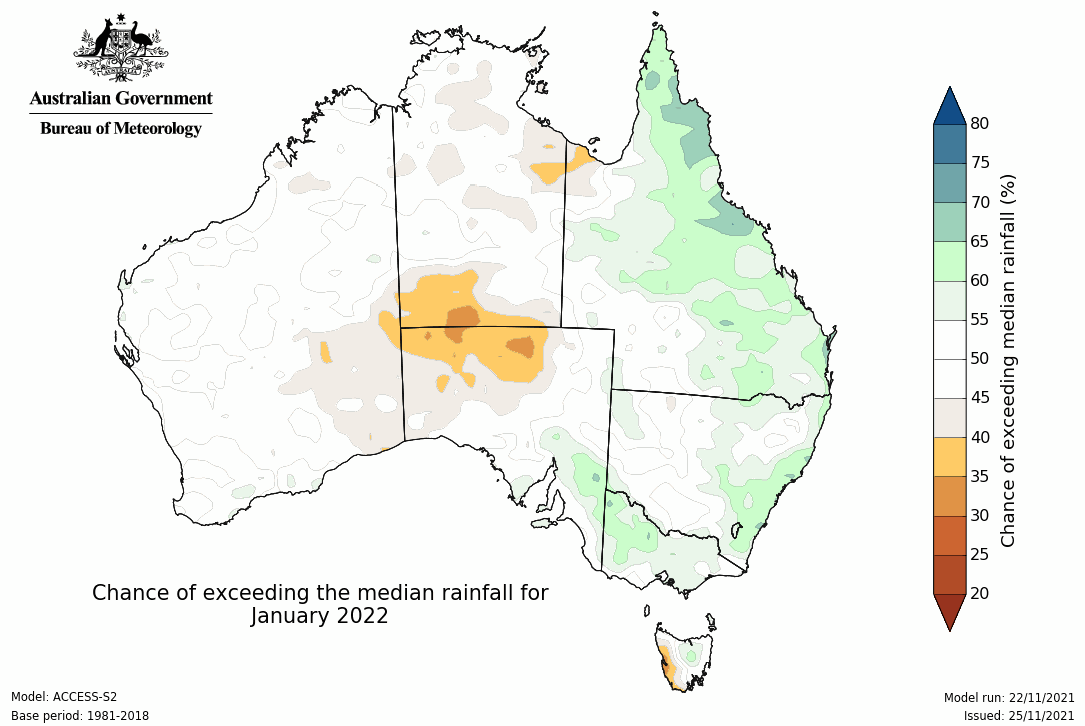 AUSTRALIA
Australian Government
Bureau of Meteorology
80
75
70
65
60
55
50
45
40
35
30
25
20
Chance of exceeding median rainfall (%)
Chance of exceeding the median rainfall for
January 2022
Model: ACCESS-S2
Base period: 1981-2018
Model run: 22/11/2021
Issued: 25/11/2021